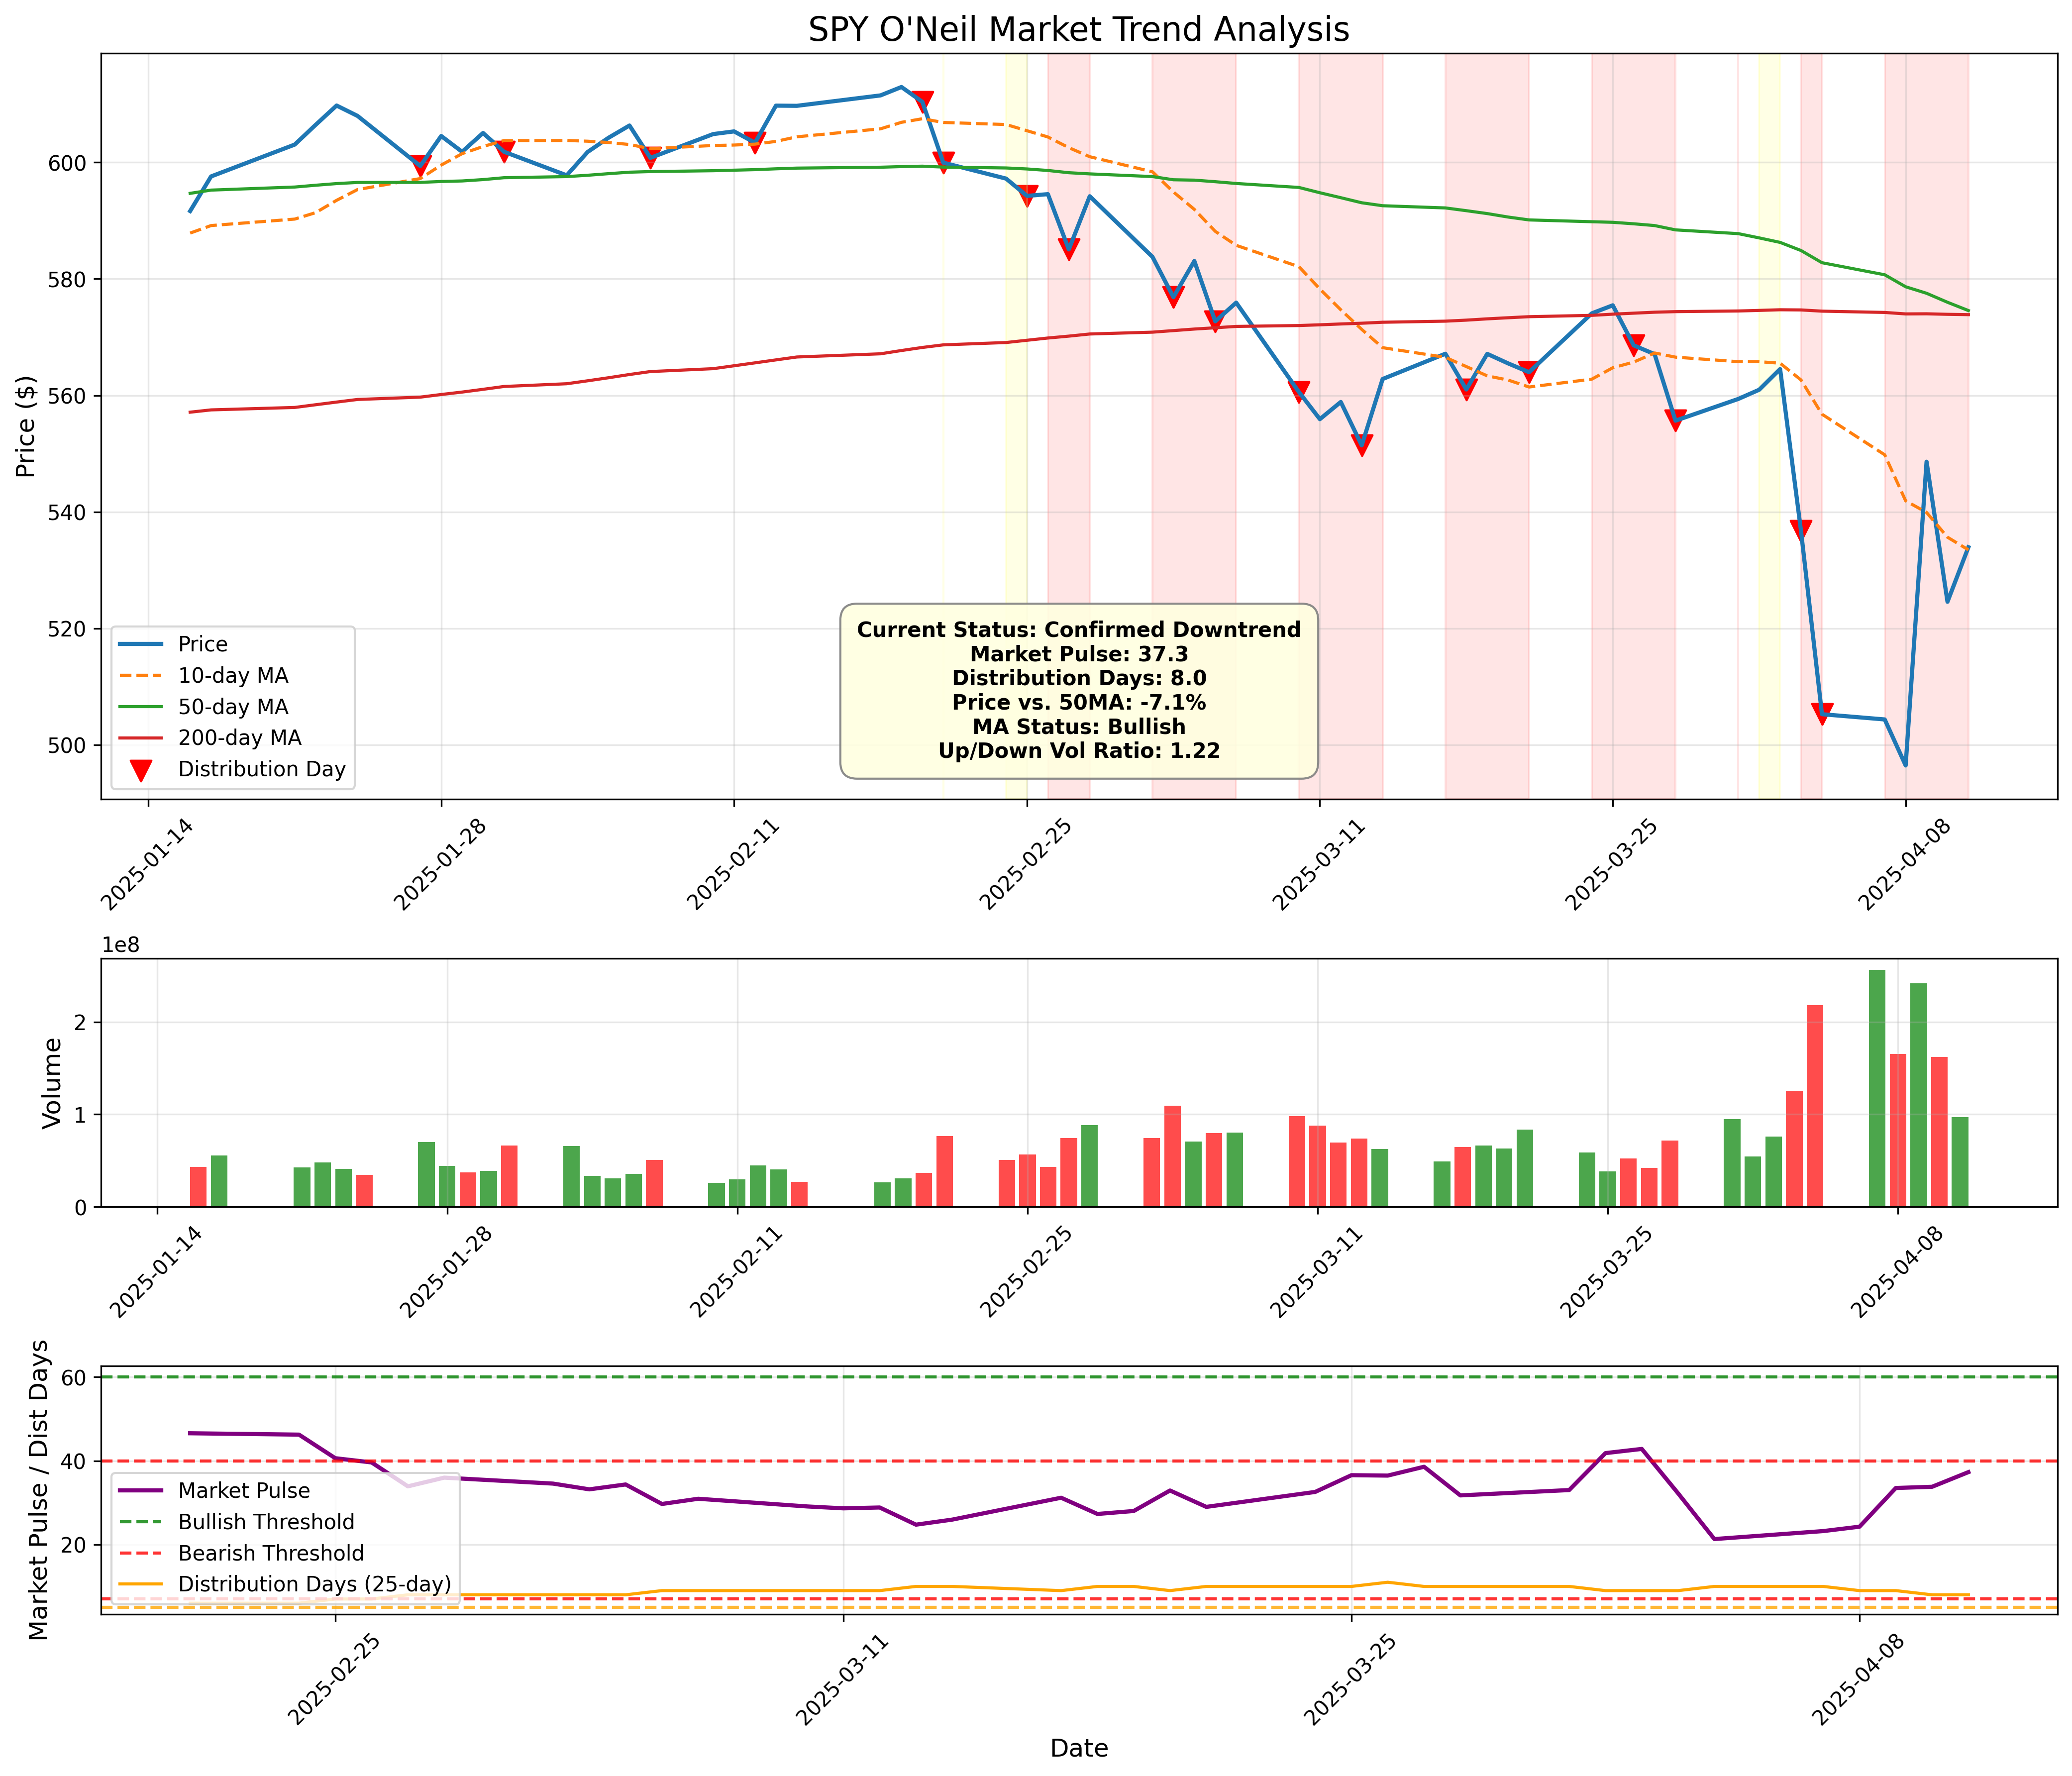 SPY O'Neil Market Trend Analysis
Price ($)
600
580
560
540
520
500
Price
10-day MA
50-day MA
200-day MA
Distribution Day
Current Status: Confirmed Downtrend
Market Pulse: 37.3
Distribution Days: 8.0
Price vs. 50MA: -7.1%
MA Status: Bullish
Up/Down Vol Ratio: 1.22
2025-01-14
2025-01-28
2025-02-11
2025-02-25
2025-03-11
2025-03-25
2025-04-08
1e8
Volume
2
1
0
2025-01-14
2025-01-28
2025-02-11
2025-02-25
2025-03-11
2025-03-25
2025-04-08
Market Pulse / Dist Days
60
40
20
Market Pulse
Bullish Threshold
Bearish Threshold
Distribution Days (25-day)
2025-02-25
2025-03-11
2025-03-25
2025-04-08
Date